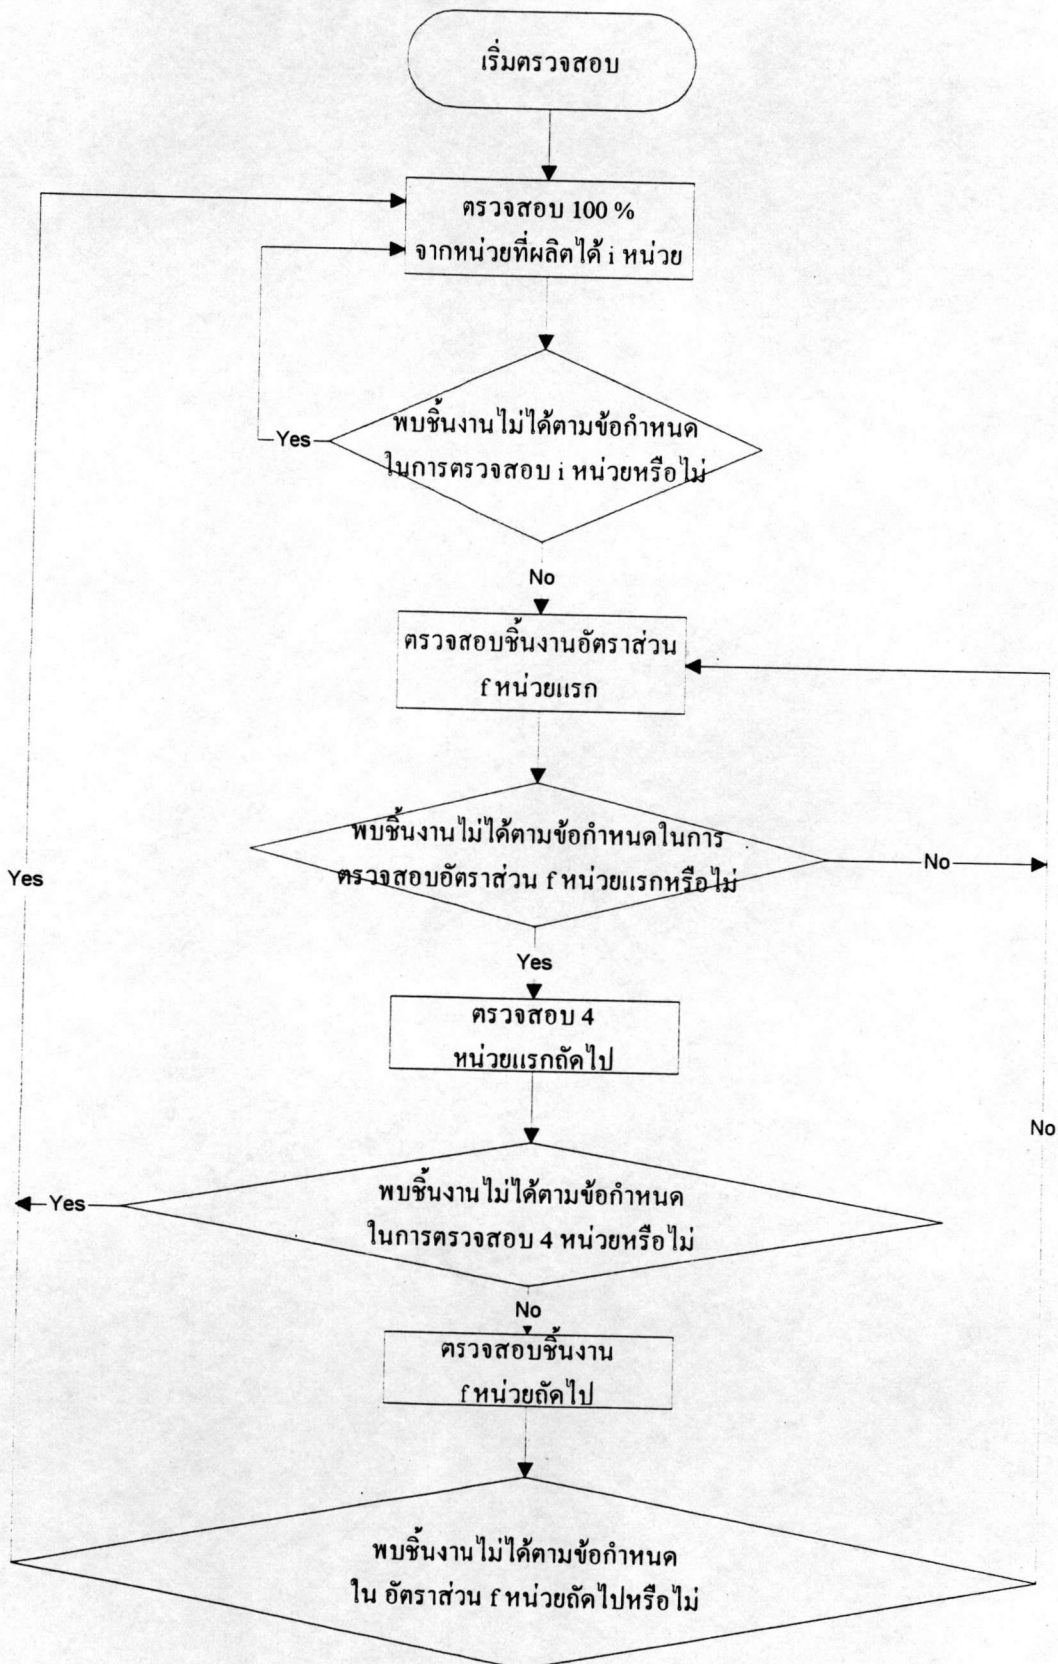 เริ่มตรวจสอบ
ตรวจสอบ 100 %
จากหน่วยที่ผลิตได้ i หน่วย
พบชิ้นงานไม่ได้ตามข้อกำหนด
ในการตรวจสอบ i หน่วยหรือไม่
Yes
No
ตรวจสอบชิ้นงานอัตราส่วน
f หน่วยแรก
พบชิ้นงานไม่ได้ตามข้อกำหนดในการ
ตรวจสอบอัตราส่วน f หน่วยแรกหรือไม่
No
Yes
Yes
ตรวจสอบ 4
หน่วยแรกถัดไป
No
พบชิ้นงานไม่ได้ตามข้อกำหนด
ในการตรวจสอบ 4 หน่วยหรือไม่
Yes
No
ตรวจสอบชิ้นงาน
f หน่วยถัดไป
พบชิ้นงานไม่ได้ตามข้อกำหนด
ใน อัตราส่วน f หน่วยถัดไปหรือไม่